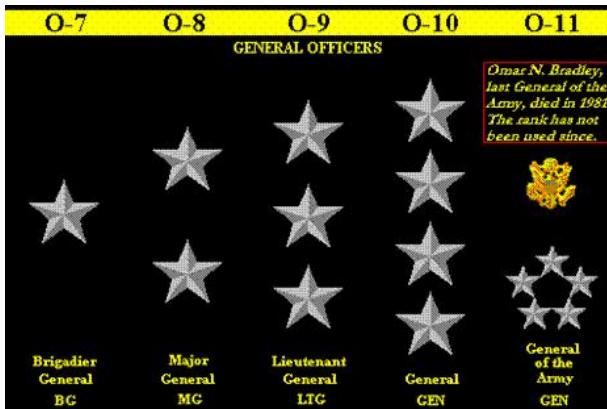 O-7 O-8 O-9 O-10 O-11
GENERAL OFFICERS
Omar N. Bradley,
last General of the
Army, died in 1981
The rank has not
been used since.
Brigadier
General
BG
Major
General
MG
Lieutenant
General
LTG
General
GEN
General
of the
Army
GEN